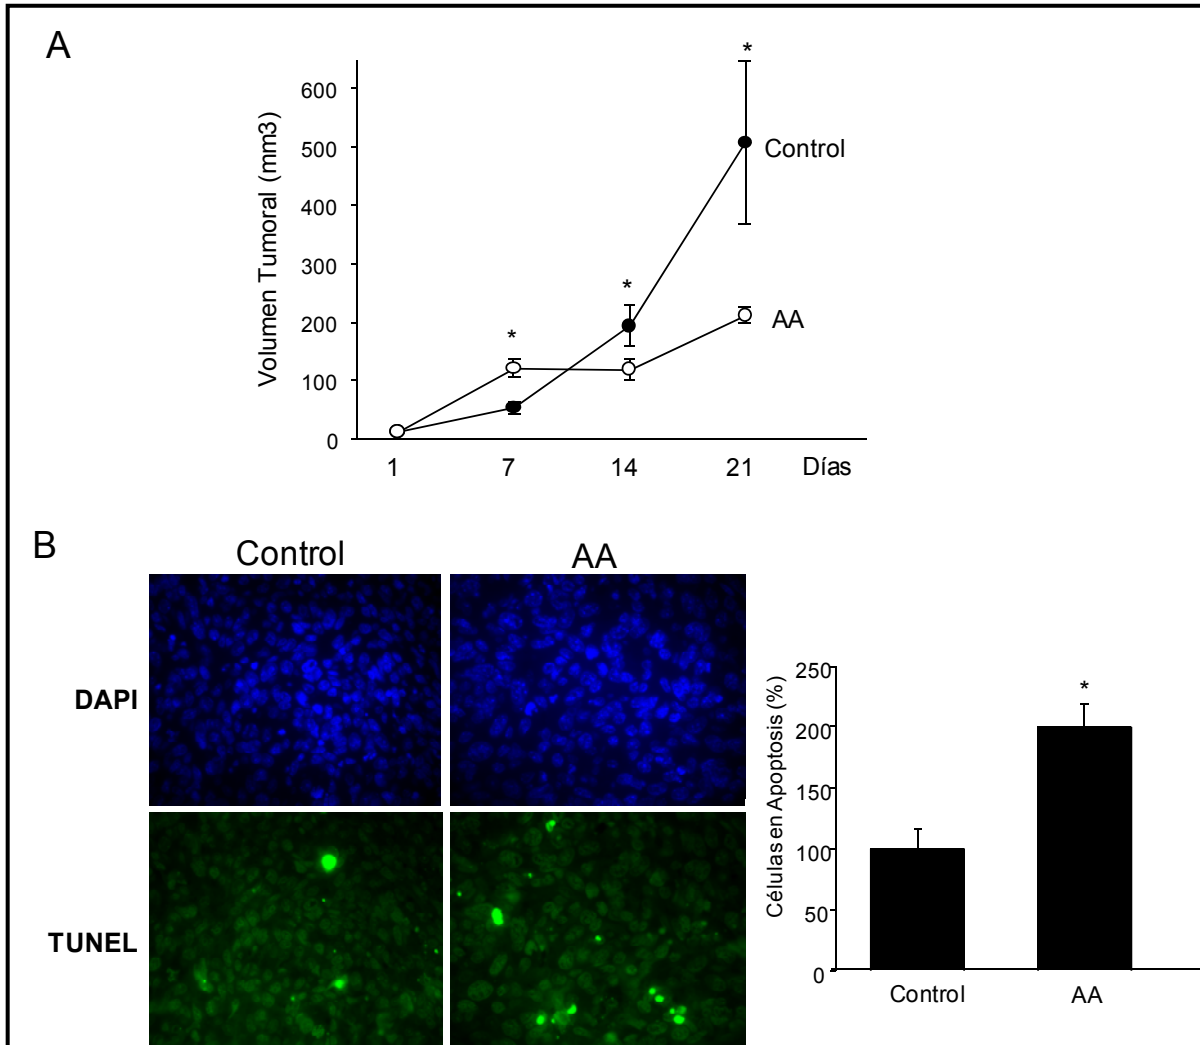 A
*
600
500
Control
400
Volumen Tumoral (mm3)
300
*
*
200
AA
100
0
1 7 14 21 Días
B
Control AA
DAPI
TUNEL
Células en Apoptosis (%)
250
*
200
150
100
50
0
Control AA